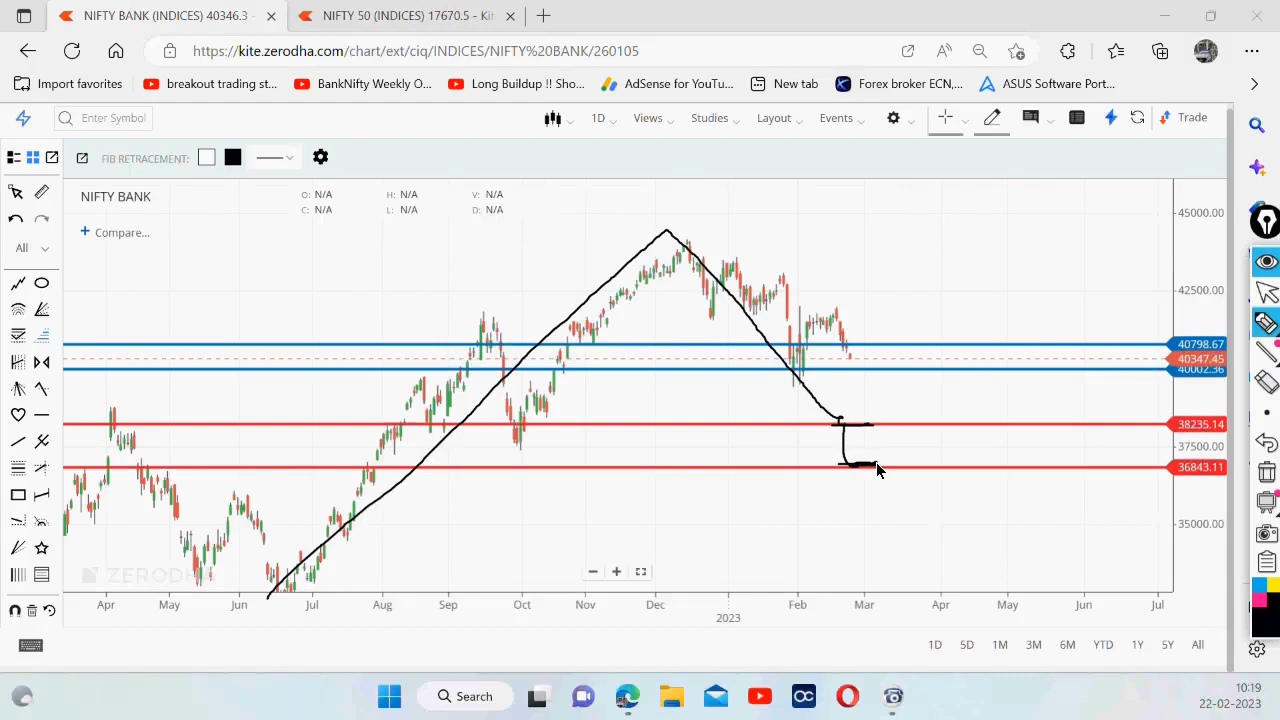 NIFTY BANK (INDICES) 40346.3 -
NIFTY 50 (INDICES) 17670.5 - Kit
https://kite.zerodha.com/chart/ext/ciq/INDICES/NIFTY%20BANK/260105
Import favorites
breakout trading st...
BankNifty Weekly O...
Long Buildup !! Sho...
AdSense for YouTu...
New tab
Forex broker ECN,...
ASUS Software Port...
Enter Symbol
1D
Views
Studies
Layout
Events
Trade
FIB RETRACEMENT:
NIFTY BANK
O: N/A H: N/A V: N/A
C: N/A L: N/A D: N/A
+ Compare...
All
45000.00
42500.00
40798.67
40347.45
40002.36
38235.14
37500.00
36843.11
35000.00
ZERODHA
Apr May Jun Jul Aug Sep Oct Nov Dec Feb Mar Apr May Jun Jul
2023
1D 5D 1M 3M 6M YTD 1Y 5Y All
Search
OC
10:19
22-02-2023